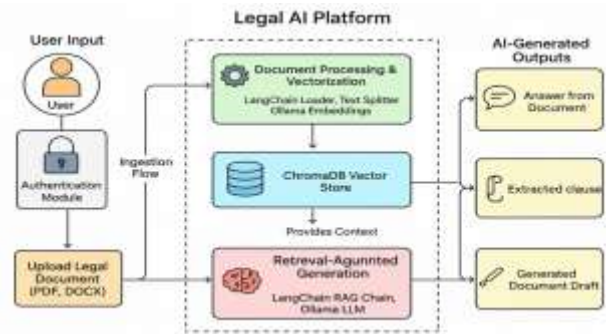 Legal AI Platform
User Input
User
Authentication
Module
Upload Legal
Document
(PDF, DOCX)
Ingestion
Flow
Document Processing &
Vectorization
LangChain Loader, Text Splitter
Ollama Embeddings
ChromaDB Vector
Store
Provides Context
Retreval-Agunnted
Generation
LangChain RAG Chain,
Ollama LLM
AI-Generated
Outputs
Answer from
Document
Extracted clause
Generated
Document Draft